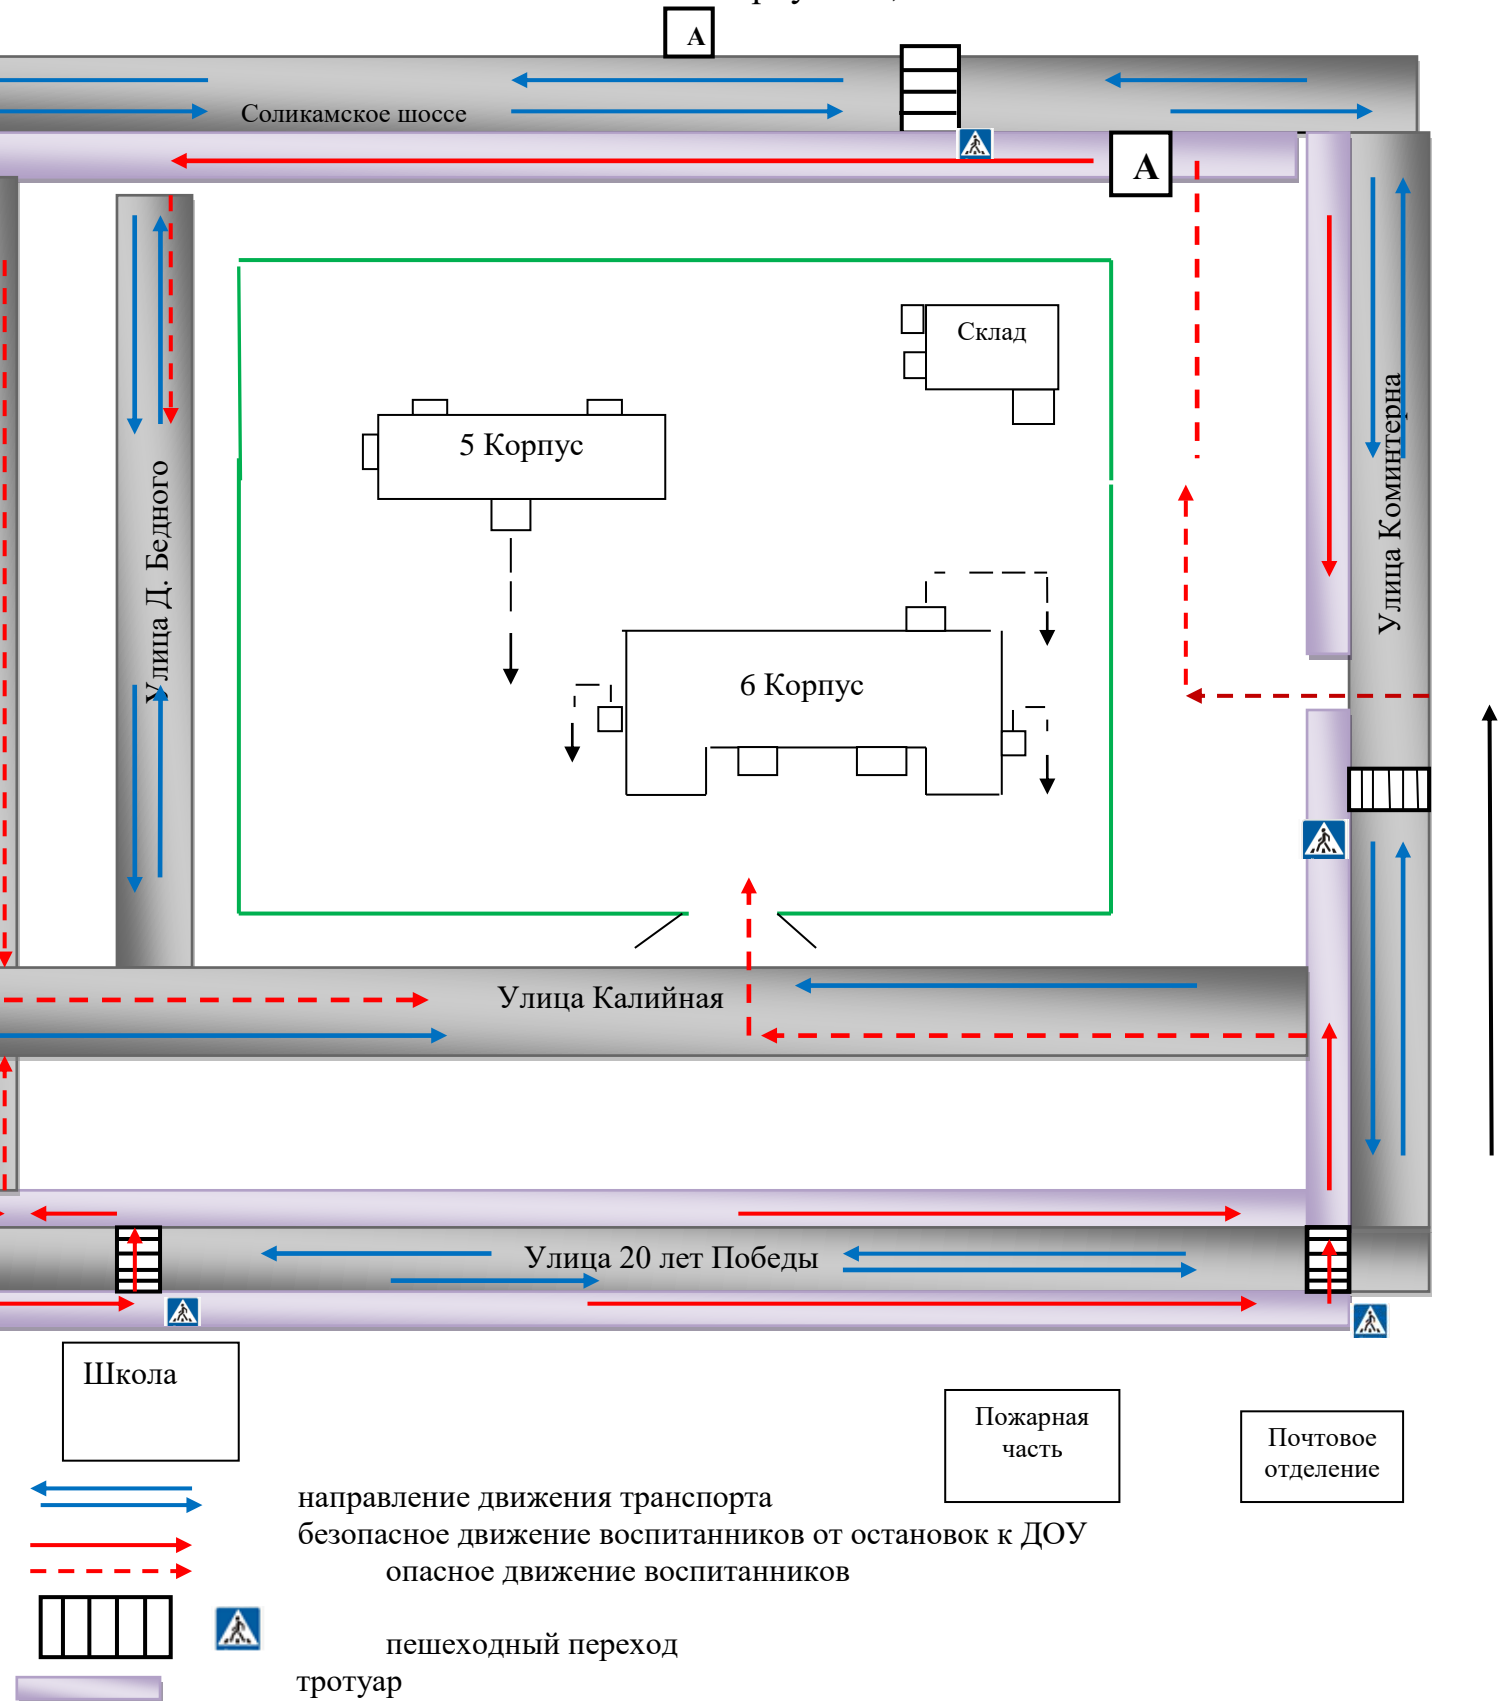 А
Соликамское шоссе
А
Склад
5 Корпус
Улица Д. Бедного
Улица Коминтерна
6 Корпус
Улица Калийная
Улица 20 лет Победы
Школа
Пожарная
часть
Почтовое
отделение
направление движения транспорта
безопасное движение воспитанников от остановок к ДОУ
опасное движение воспитанников
пешеходный переход
тротуар